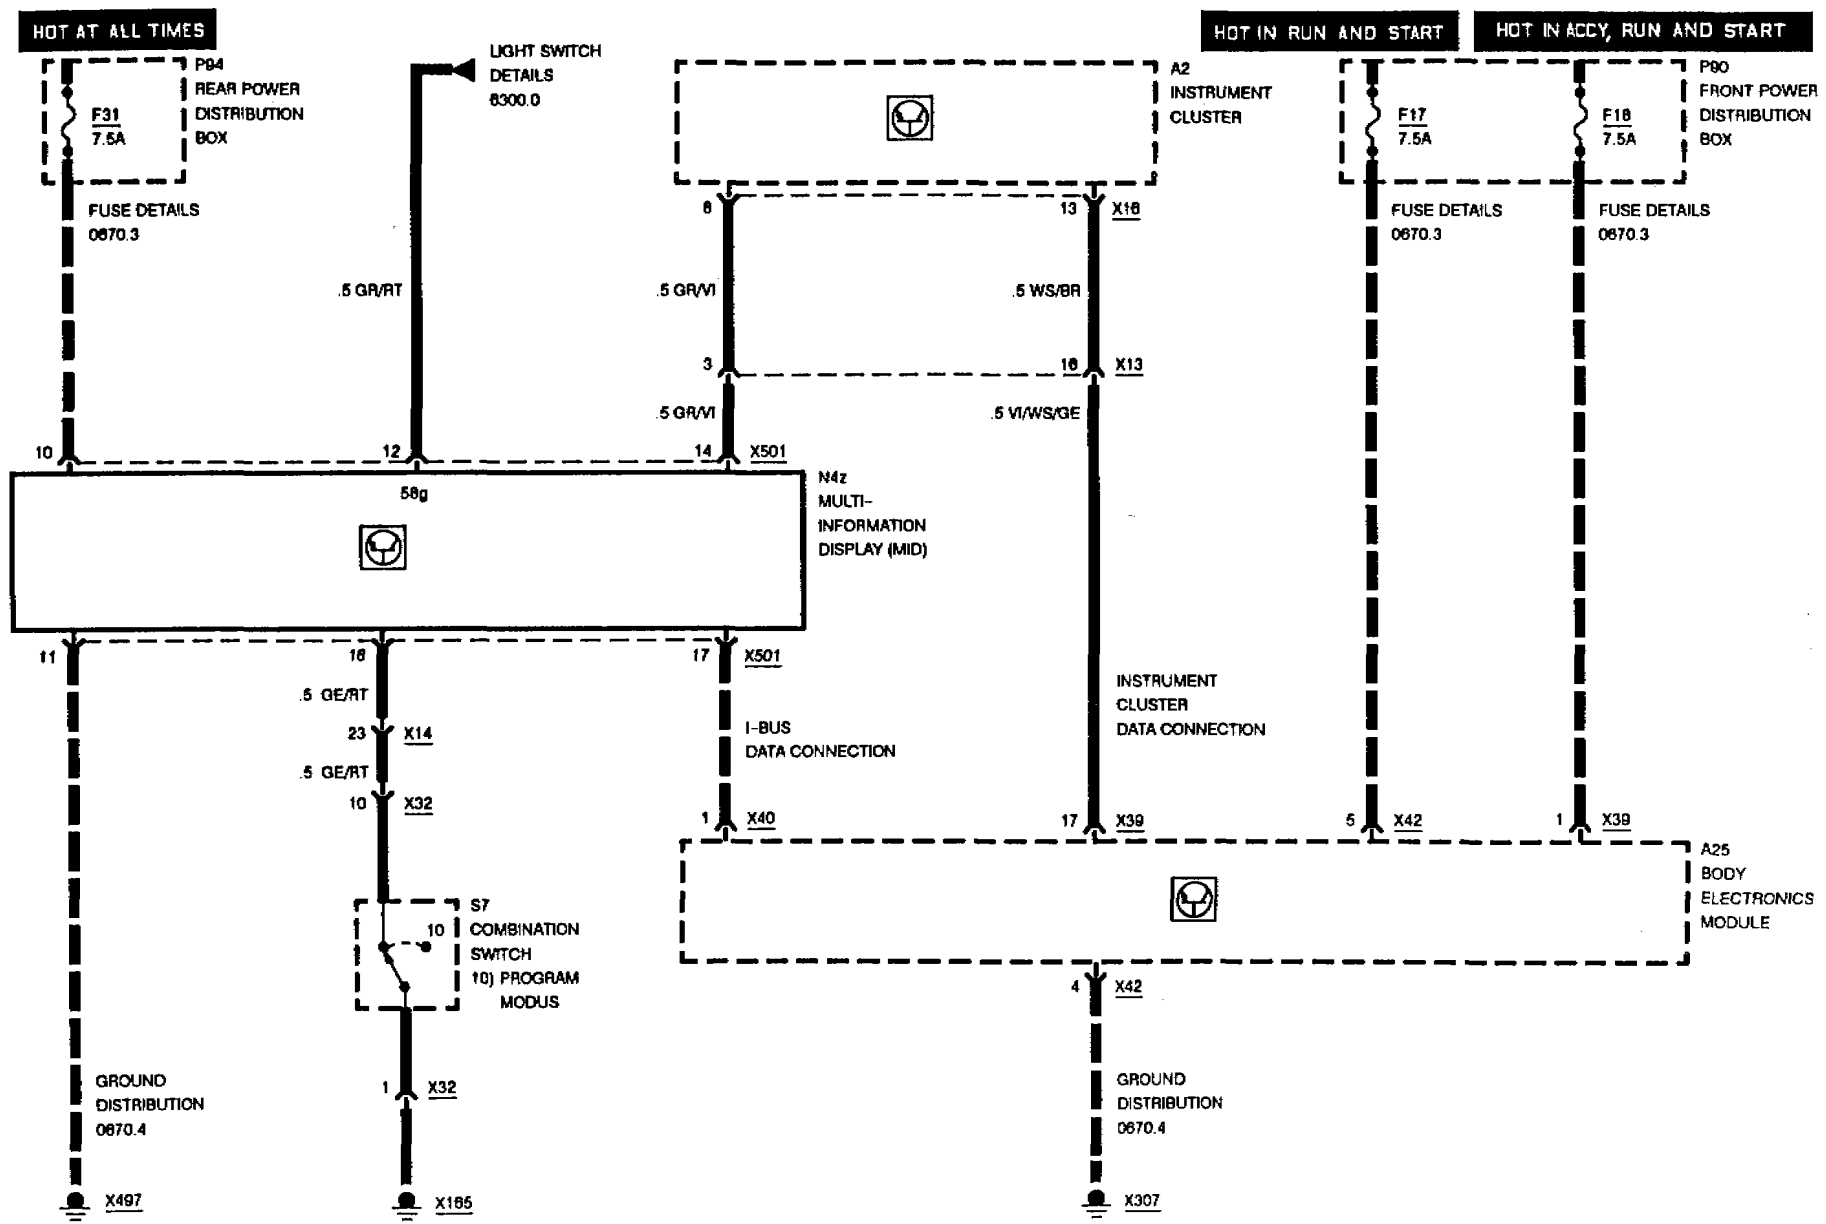 HOT AT ALL TIMES
HOT IN RUN AND START
HOT IN ACCY, RUN AND START
P94
REAR POWER
DISTRIBUTION
BOX
F31
7.5A
FUSE DETAILS
0670.3
LIGHT SWITCH
DETAILS
6300.0
A2
INSTRUMENT
CLUSTER
F17
7.5A
F18
7.5A
P90
FRONT POWER
DISTRIBUTION
BOX
FUSE DETAILS
0670.3
FUSE DETAILS
0670.3
8
13
X16
.5 GR/RT
.5 GR/VI
.5 WS/BR
3
16
X13
.5 GR/VI
.5 VI/WS/GE
10
12
14
X501
58g
N4z
MULTI-
INFORMATION
DISPLAY (MID)
11
18
17
X501
.5 GE/RT
23
X14
.5 GE/RT
10
X32
I-BUS
DATA CONNECTION
INSTRUMENT
CLUSTER
DATA CONNECTION
1
X40
17
X39
5
X42
1
X39
A25
BODY
ELECTRONICS
MODULE
S7
COMBINATION
SWITCH
10) PROGRAM
MODUS
10
4
X42
1
X32
GROUND
DISTRIBUTION
0670.4
GROUND
DISTRIBUTION
0670.4
X497
X165
X307